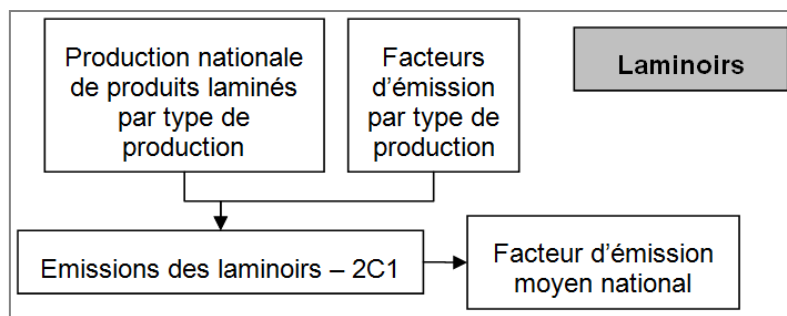 Production nationale
de produits laminés
par type de
production
Facteurs
d'émission
par type de
production
Laminoirs
Emissions des laminoirs – 2C1
Facteur d'émission
moyen national